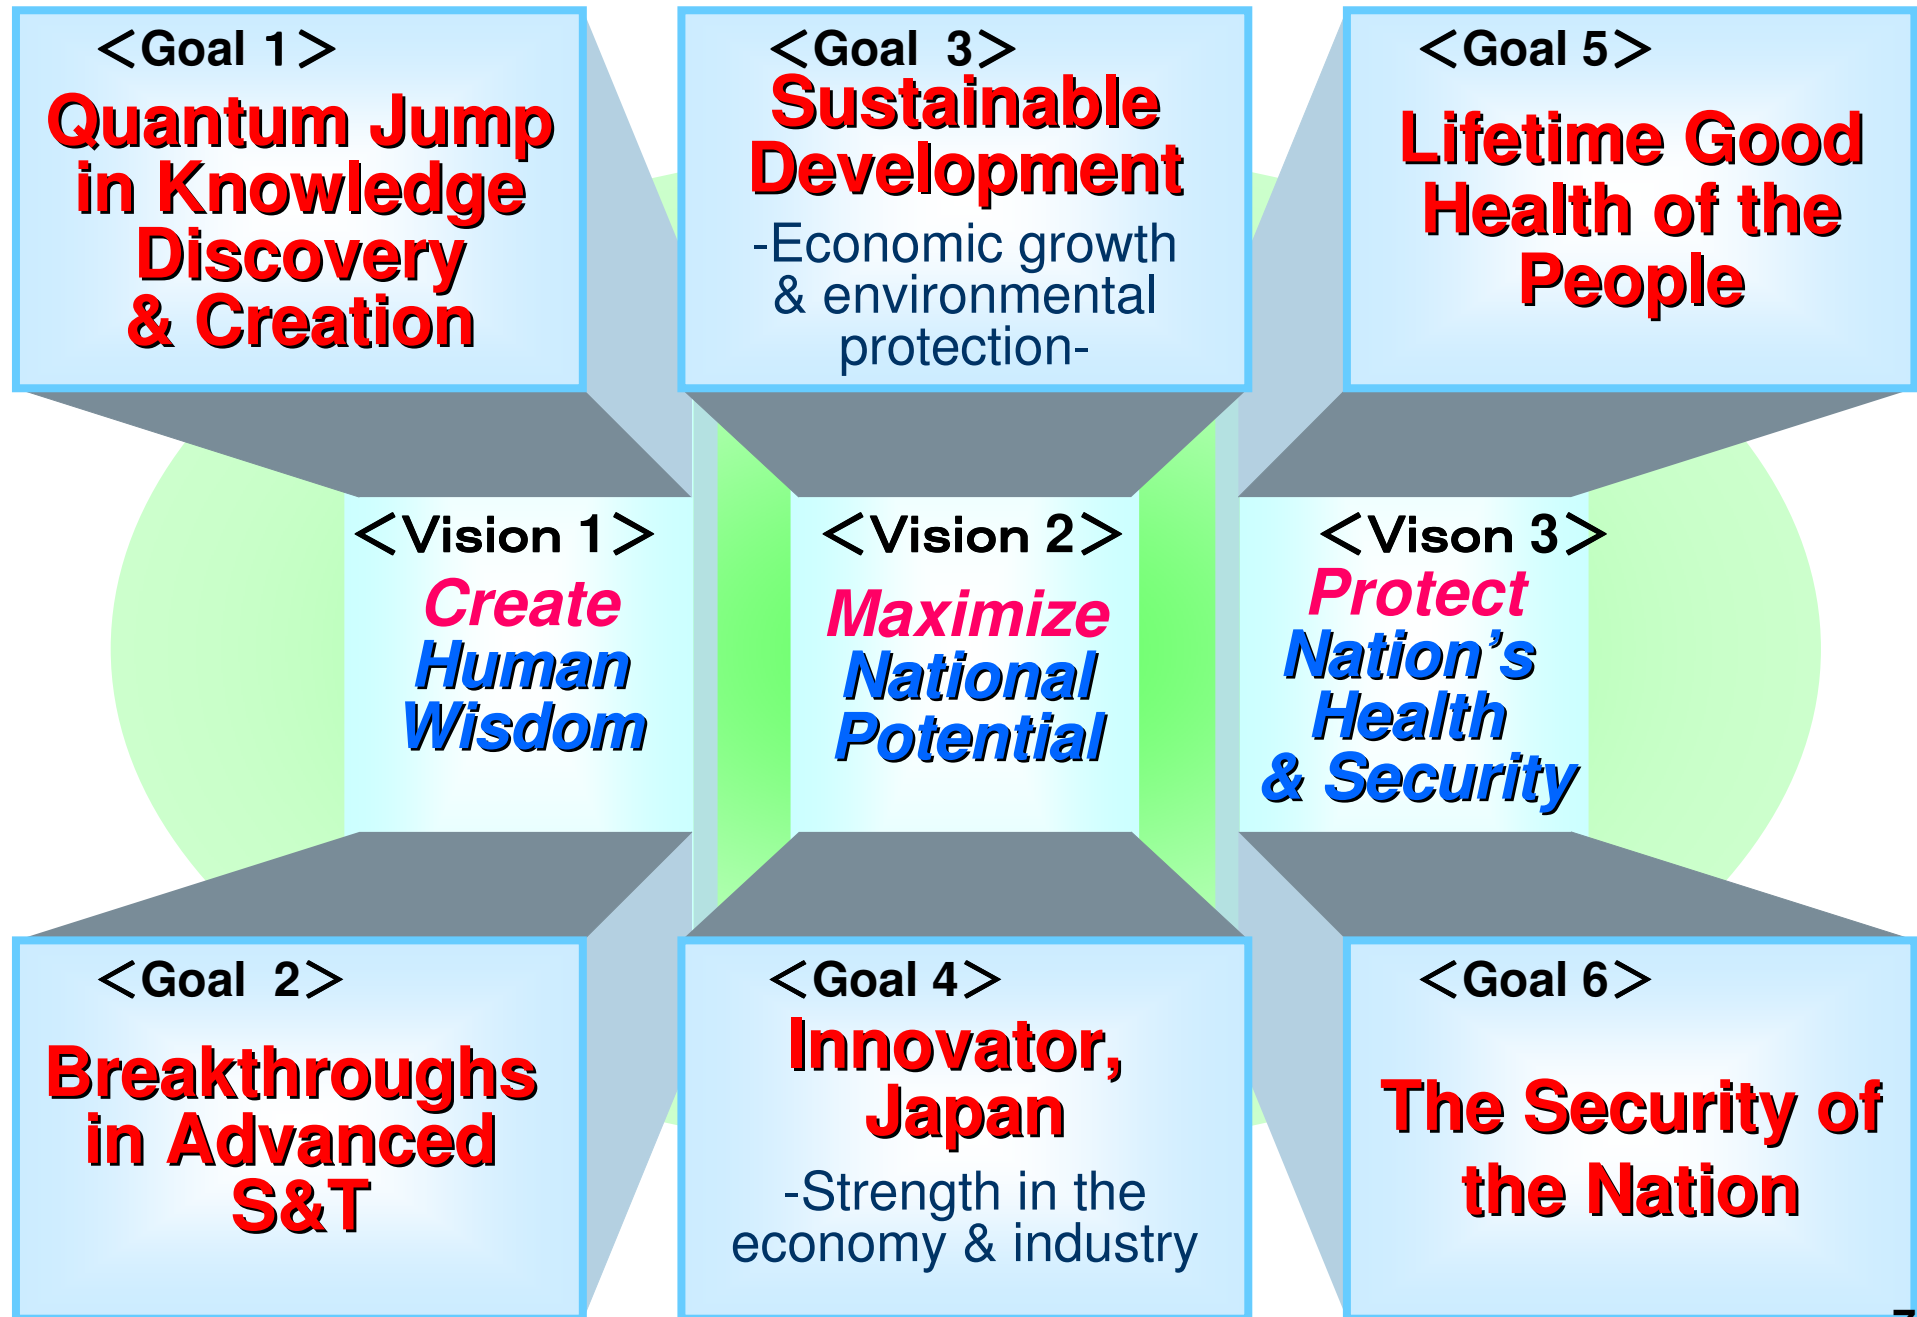 ＜Goal 1＞
Quantum Jump
in Knowledge
Discovery
& Creation
＜Goal 3＞
Sustainable
Development
-Economic growth
& environmental
protection-
＜Goal 5＞
Lifetime Good
Health of the
People
＜Vision 1＞
Create
Human
Wisdom
＜Vision 2＞
Maximize
National
Potential
＜Vison 3＞
Protect
Nation’s
Health
& Security
＜Goal 2＞
Breakthroughs
in Advanced
S&T
＜Goal 4＞
Innovator,
Japan
-Strength in the
economy & industry
＜Goal 6＞
The Security of
the Nation